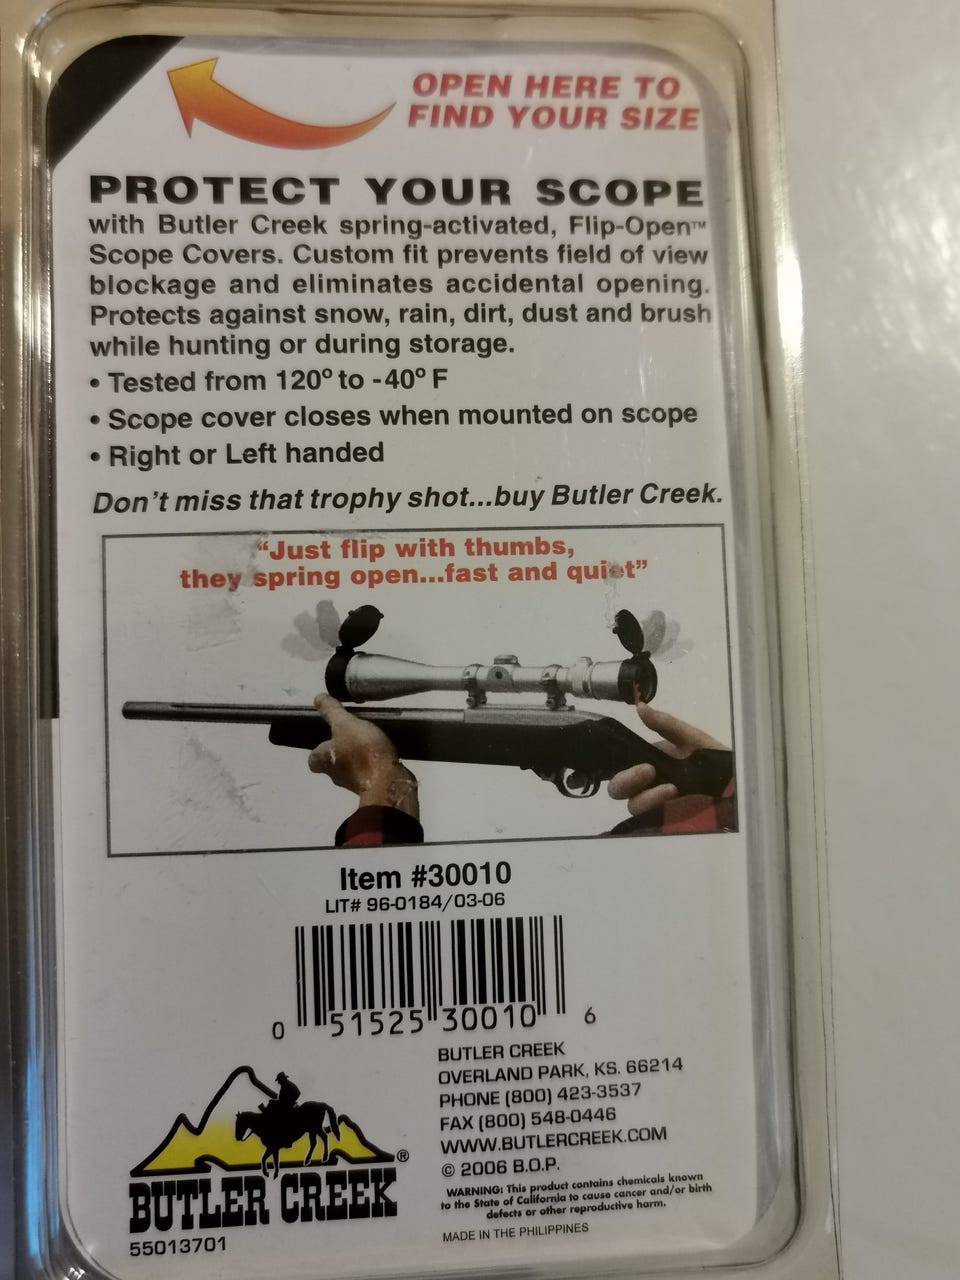 OPEN HERE TO
FIND YOUR SIZE
PROTECT YOUR SCOPE
with Butler Creek spring-activated, Flip-Open™
Scope Covers. Custom fit prevents field of view
blockage and eliminates accidental opening.
Protects against snow, rain, dirt, dust and brush
while hunting or during storage.
• Tested from 120° to -40° F
• Scope cover closes when mounted on scope
• Right or Left handed
Don't miss that trophy shot...buy Butler Creek.
"Just flip with thumbs,
they spring open...fast and quiet"
Item #30010
LIT# 96-0184/03-06
0 51525 30010 6
BUTLER CREEK
OVERLAND PARK, KS. 66214
PHONE (800) 423-3537
FAX (800) 548-0446
WWW.BUTLERCREEK.COM
© 2006 B.O.P.
WARNING: This product contains chemicals known
to the State of California to cause cancer and/or birth
defects or other reproductive harm.
MADE IN THE PHILIPPINES
BUTLER CREEK®
55013701